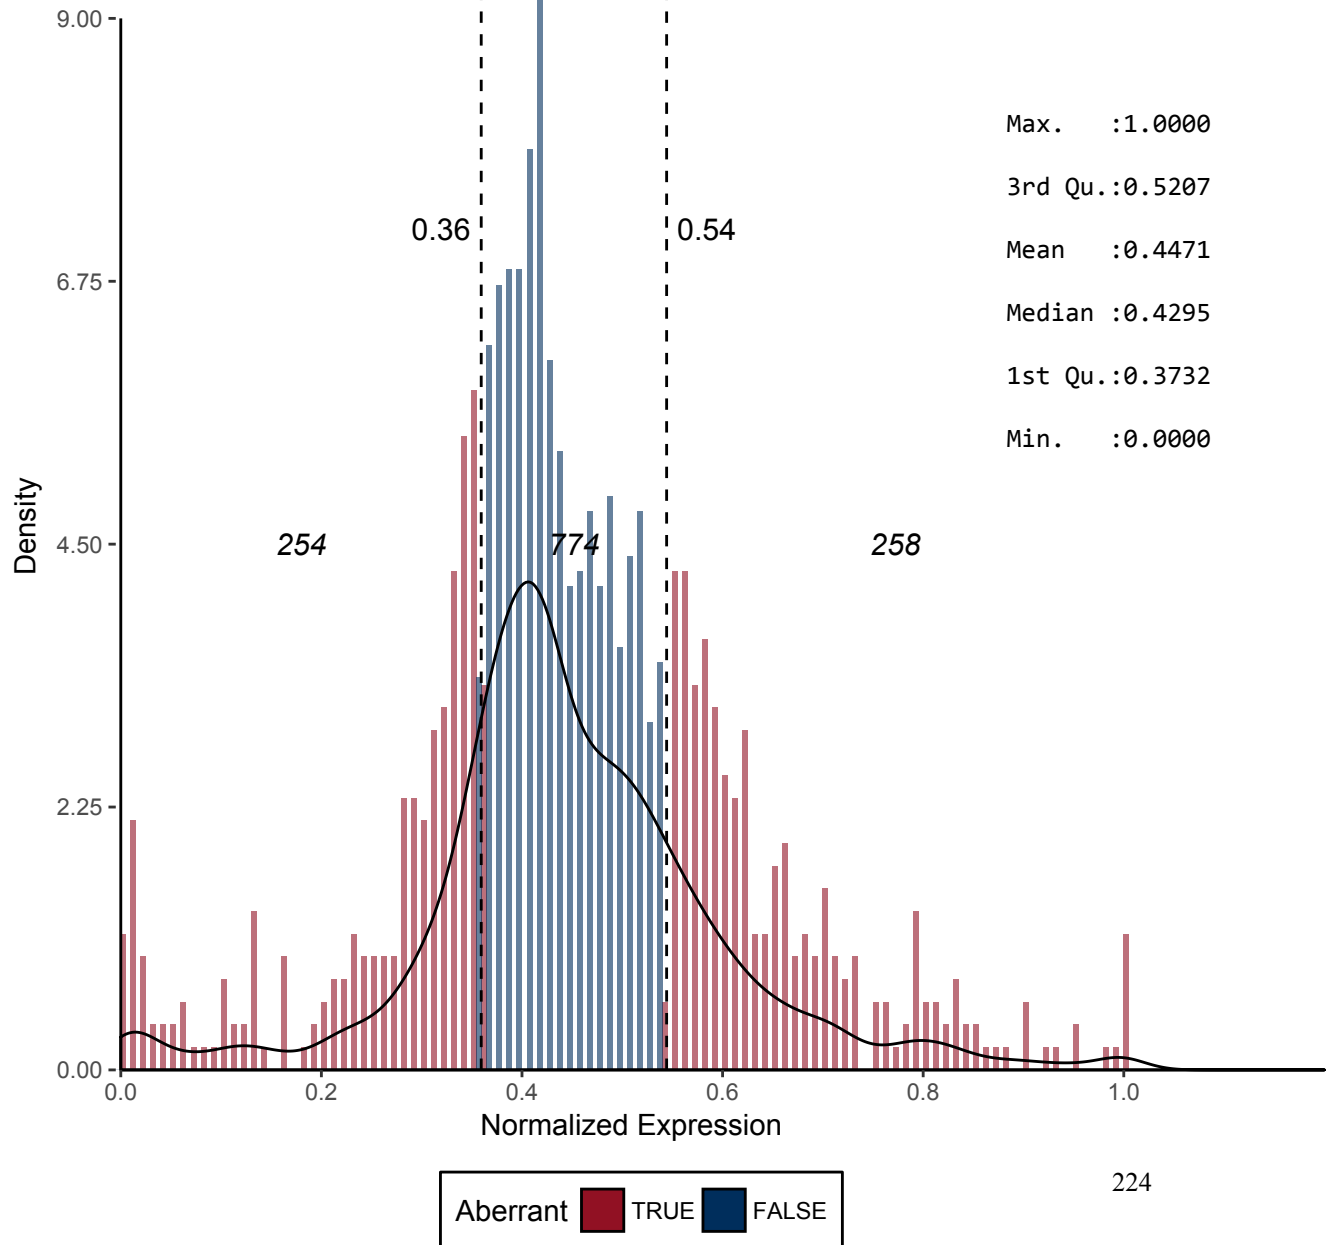 9.00
Max. :1.0000
3rd Qu.:0.5207
0.36
0.54
Mean :0.4471
6.75
Median :0.4295
1st Qu.:0.3732
Min. :0.0000
Density
4.50
254
774
258
2.25
0.00
0.0 0.2 0.4 0.6 0.8 1.0
Normalized Expression
224
Aberrant TRUE FALSE